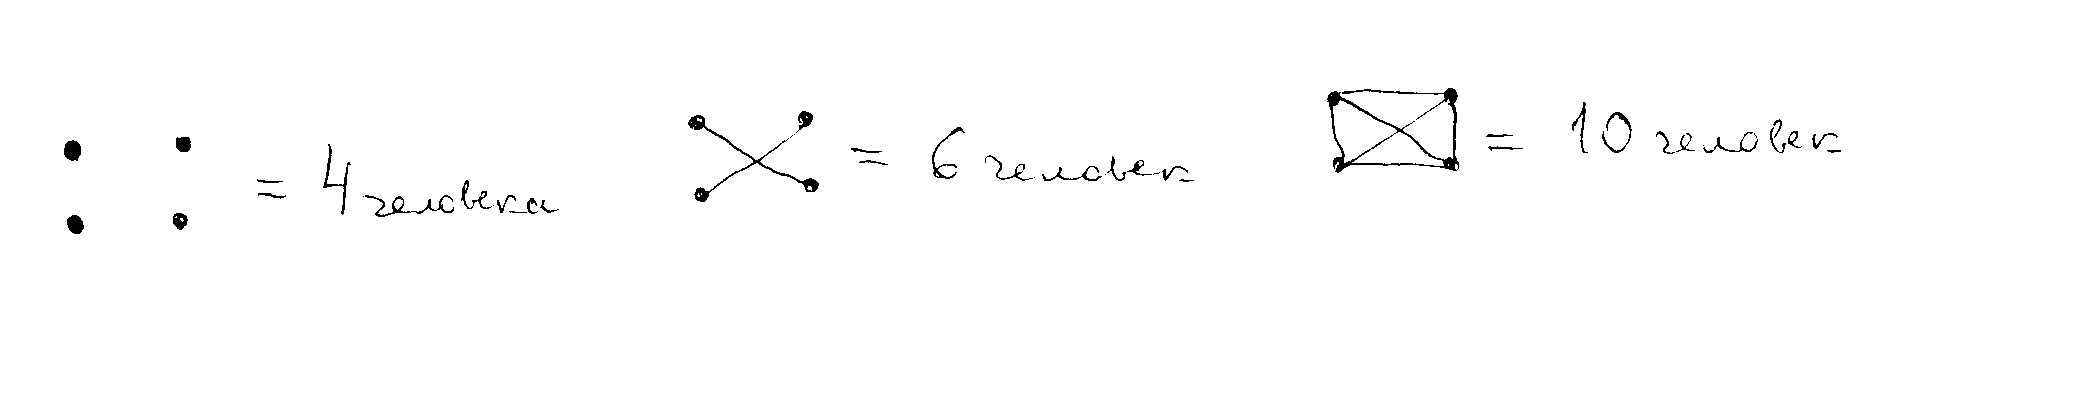 = 4 человека
= 6 человек
= 10 человек